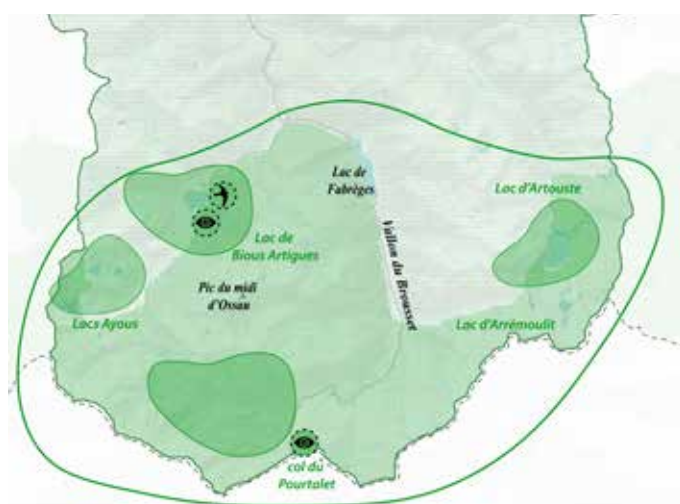 Lac de
Fabrèges
Lac d'Artouste
Lac de
Bious Artigues
Vallon du Brousset
Pic du midi
d'Ossau
Lacs Ayous
Lac d'Arrémoulit
col du
Pourtalet